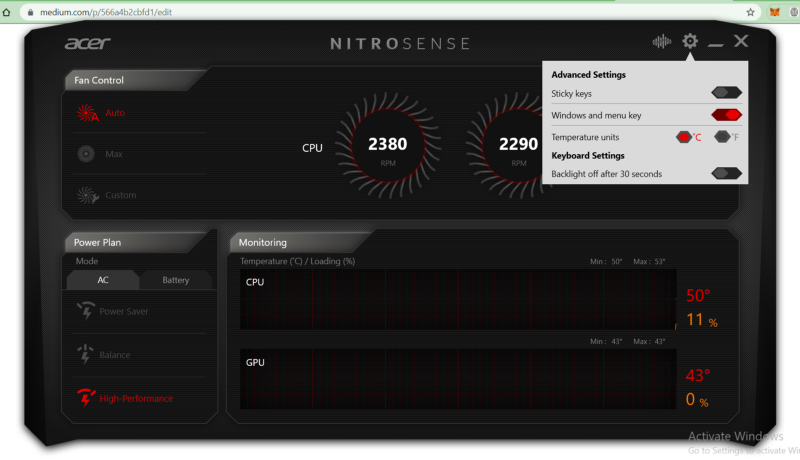 medium.com/p/566a4b2cbfd1/edit
acer
NITROSENSE
Fan Control
Auto
Max
Custom
CPU
2380
RPM
2290
RPM
Advanced Settings
Sticky keys
Windows and menu key
Temperature units
°C
°F
Keyboard Settings
Backlight off after 30 seconds
Power Plan
Mode
AC
Battery
Power Saver
Balance
High-Performance
Monitoring
Temperature (°C) / Loading (%)
Min : 50° Max : 53°
CPU
50°
11 %
Min : 43° Max : 43°
GPU
43°
0 %
Activate Windows
Go to Settings to activate Wi